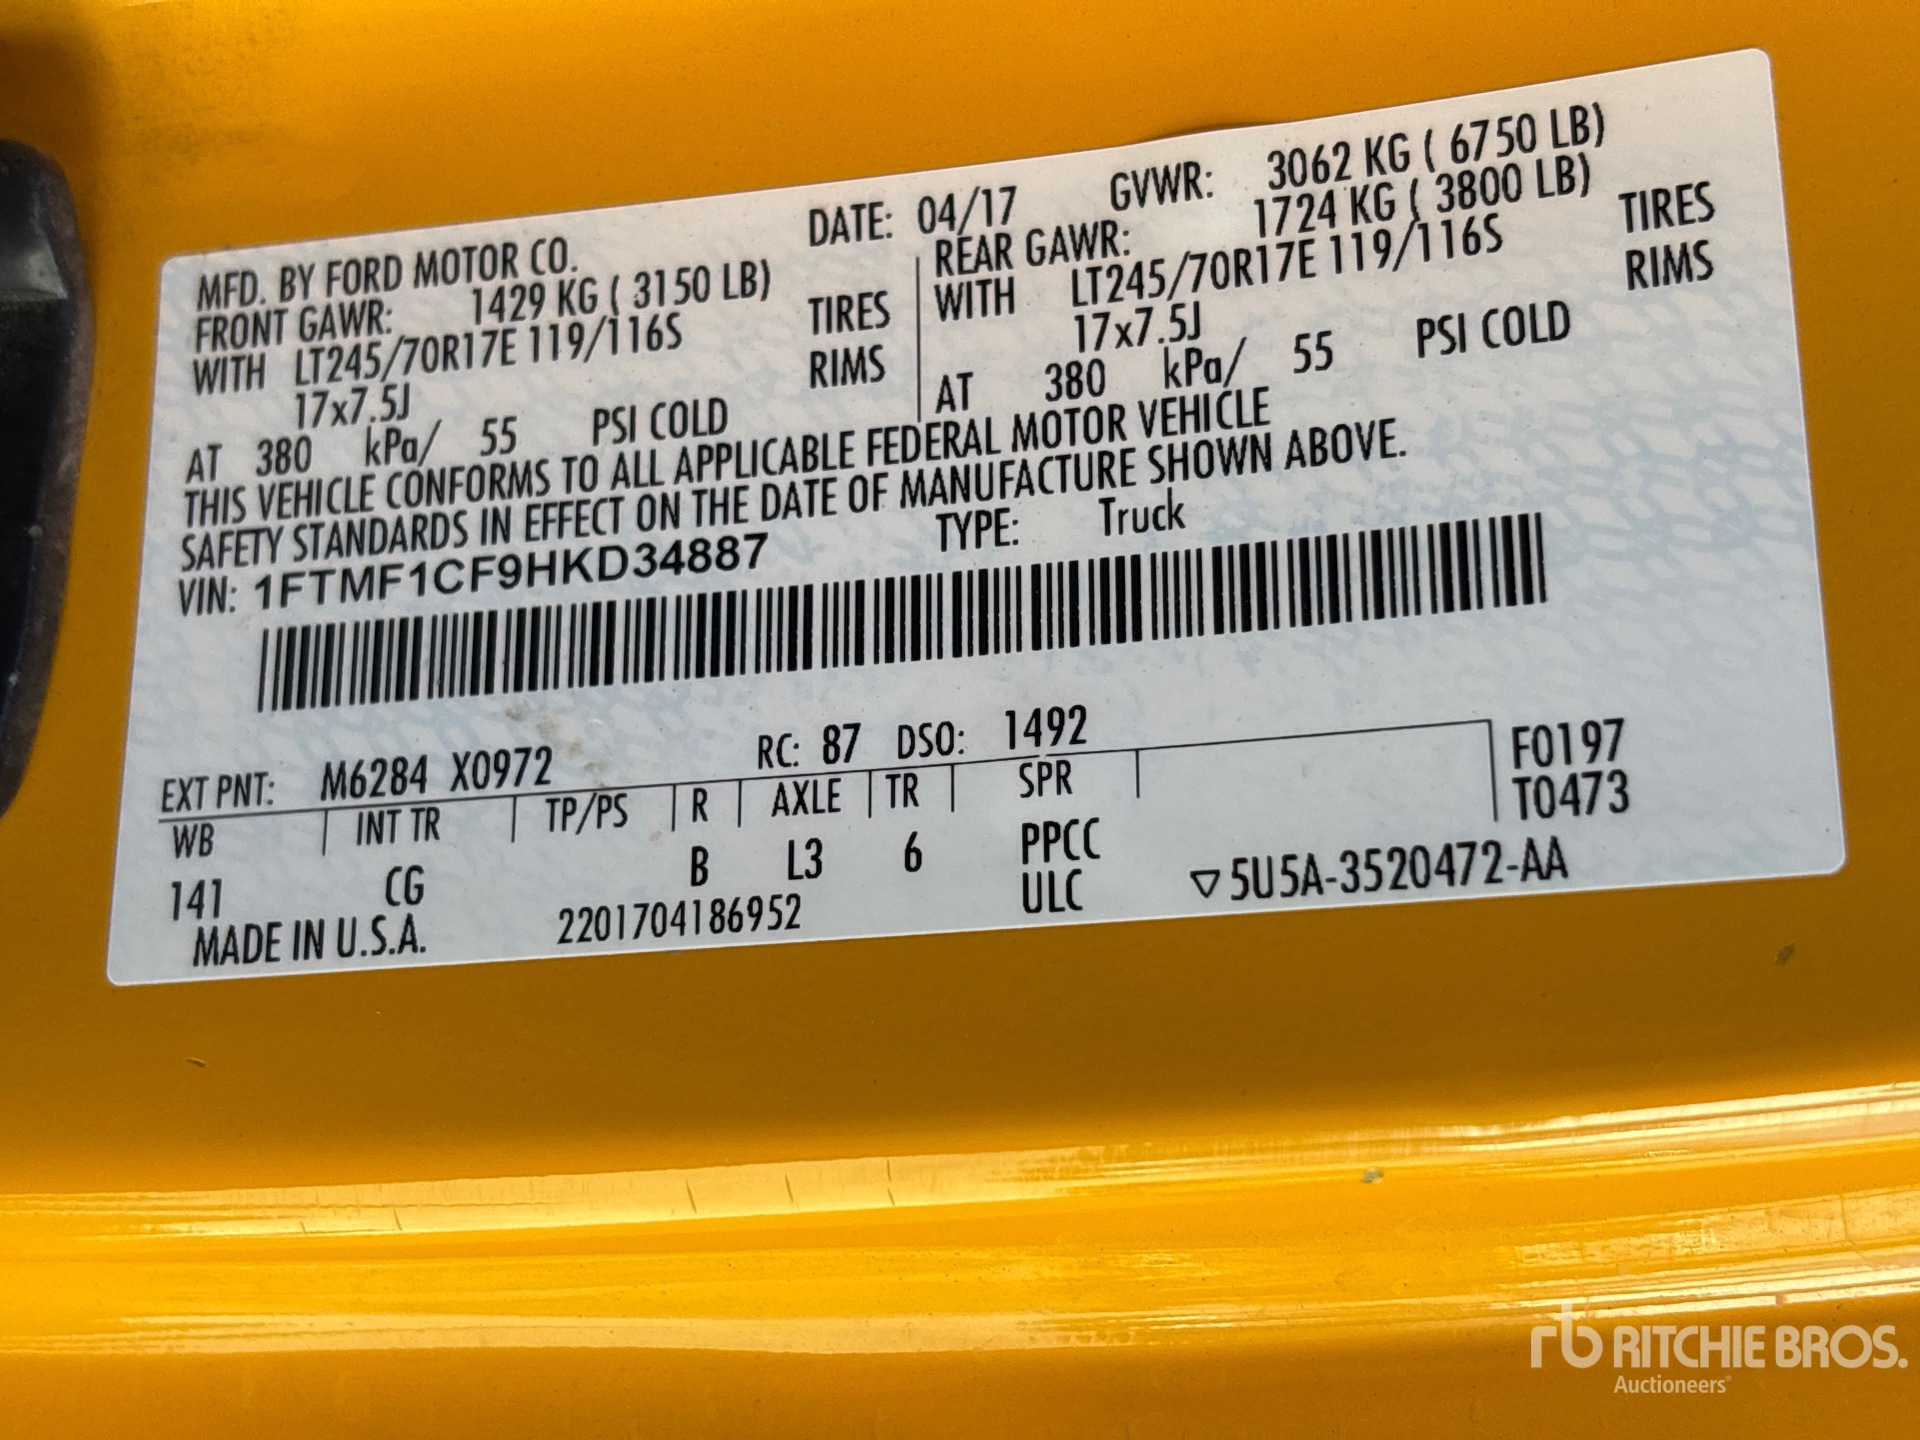 MFD. BY FORD MOTOR CO. DATE: 04/17 GVWR: 3062 KG ( 6750 LB)
FRONT GAWR: 1429 KG ( 3150 LB) REAR GAWR: 1724 KG ( 3800 LB)
WITH LT245/70R17E 119/116S TIRES WITH LT245/70R17E 119/116S TIRES
17x7.5J RIMS 17x7.5J RIMS
AT 380 kPa/ 55 PSI COLD AT 380 kPa/ 55 PSI COLD
THIS VEHICLE CONFORMS TO ALL APPLICABLE FEDERAL MOTOR VEHICLE
SAFETY STANDARDS IN EFFECT ON THE DATE OF MANUFACTURE SHOWN ABOVE.
VIN: 1FTMF1CF9HKD34887 TYPE: Truck
EXT PNT: M6284 X0972 RC: 87 DSO: 1492 F0197
WB INT TR TP/PS R AXLE TR SPR T0473
141 CG B L3 6 PPCC
ULC ▽5U5A-3520472-AA
MADE IN U.S.A. 2201704186952
rb RITCHIE BROS.
Auctioneers®